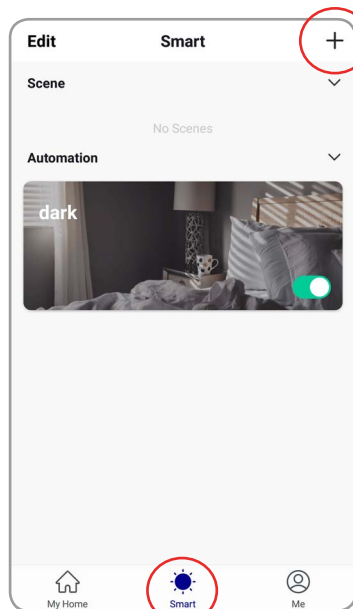 Edit Smart +
Scene
No Scenes
Automation
dark
My Home Smart Me